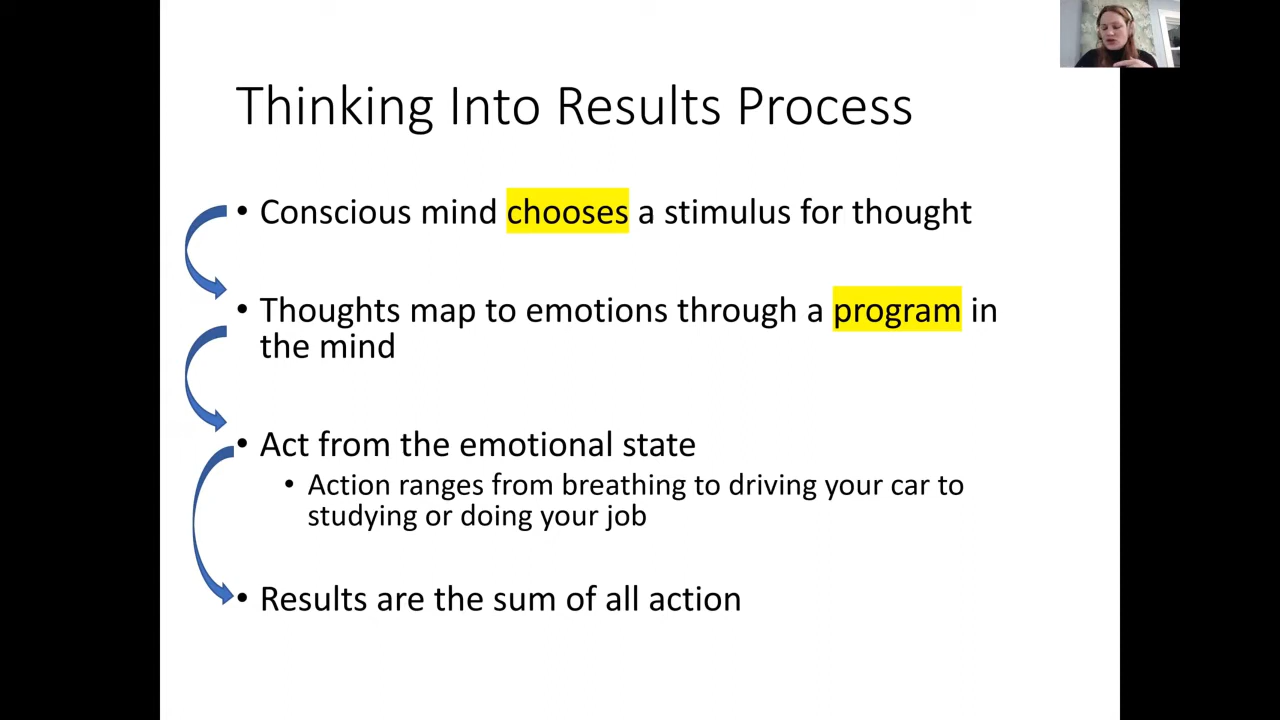 Thinking Into Results Process
• Conscious mind chooses a stimulus for thought
• Thoughts map to emotions through a program in
the mind
• Act from the emotional state
• Action ranges from breathing to driving your car to
studying or doing your job
• Results are the sum of all action